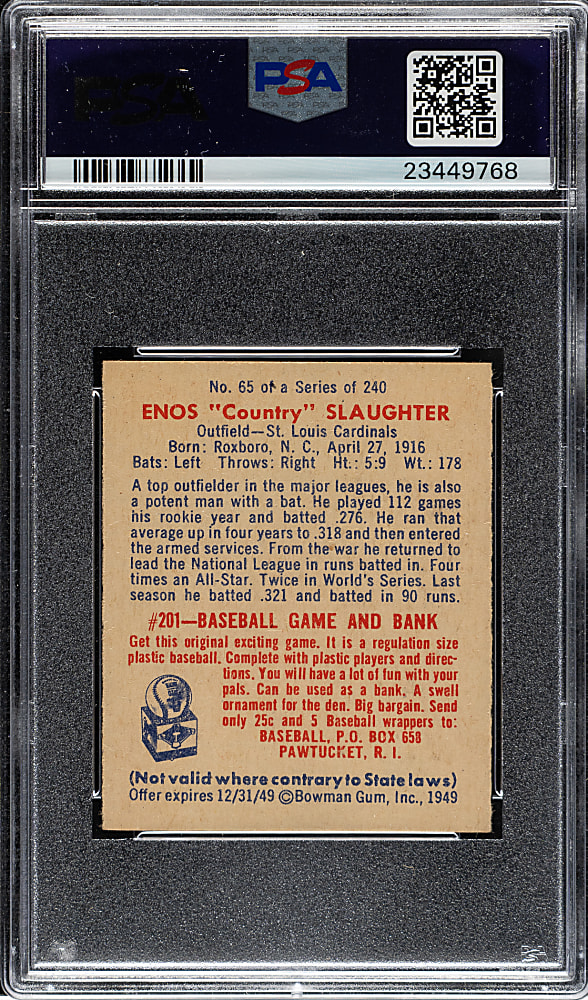 PSA
PSA
23449768
No. 65 of a Series of 240
ENOS "Country" SLAUGHTER
Outfield—St. Louis Cardinals
Born: Roxboro, N. C., April 27, 1916
Bats: Left Throws: Right Ht.: 5:9 Wt.: 178
A top outfielder in the major leagues, he is also
a potent man with a bat. He played 112 games
his rookie year and batted .276. He ran that
average up in four years to .318 and then entered
the armed services. From the war he returned to
lead the National League in runs batted in. Four
times an All-Star. Twice in World's Series. Last
season he batted .321 and batted in 90 runs.
#201—BASEBALL GAME AND BANK
Get this original exciting game. It is a regulation size
plastic baseball. Complete with plastic players and direc-
tions. You will have a lot of fun with your
pals. Can be used as a bank. A swell
ornament for the den. Big bargain. Send
only 25c and 5 Baseball wrappers to:
BASEBALL, P.O. BOX 658
PAWTUCKET, R. I.
(Not valid where contrary to State laws)
Offer expires 12/31/49 ©Bowman Gum, Inc., 1949